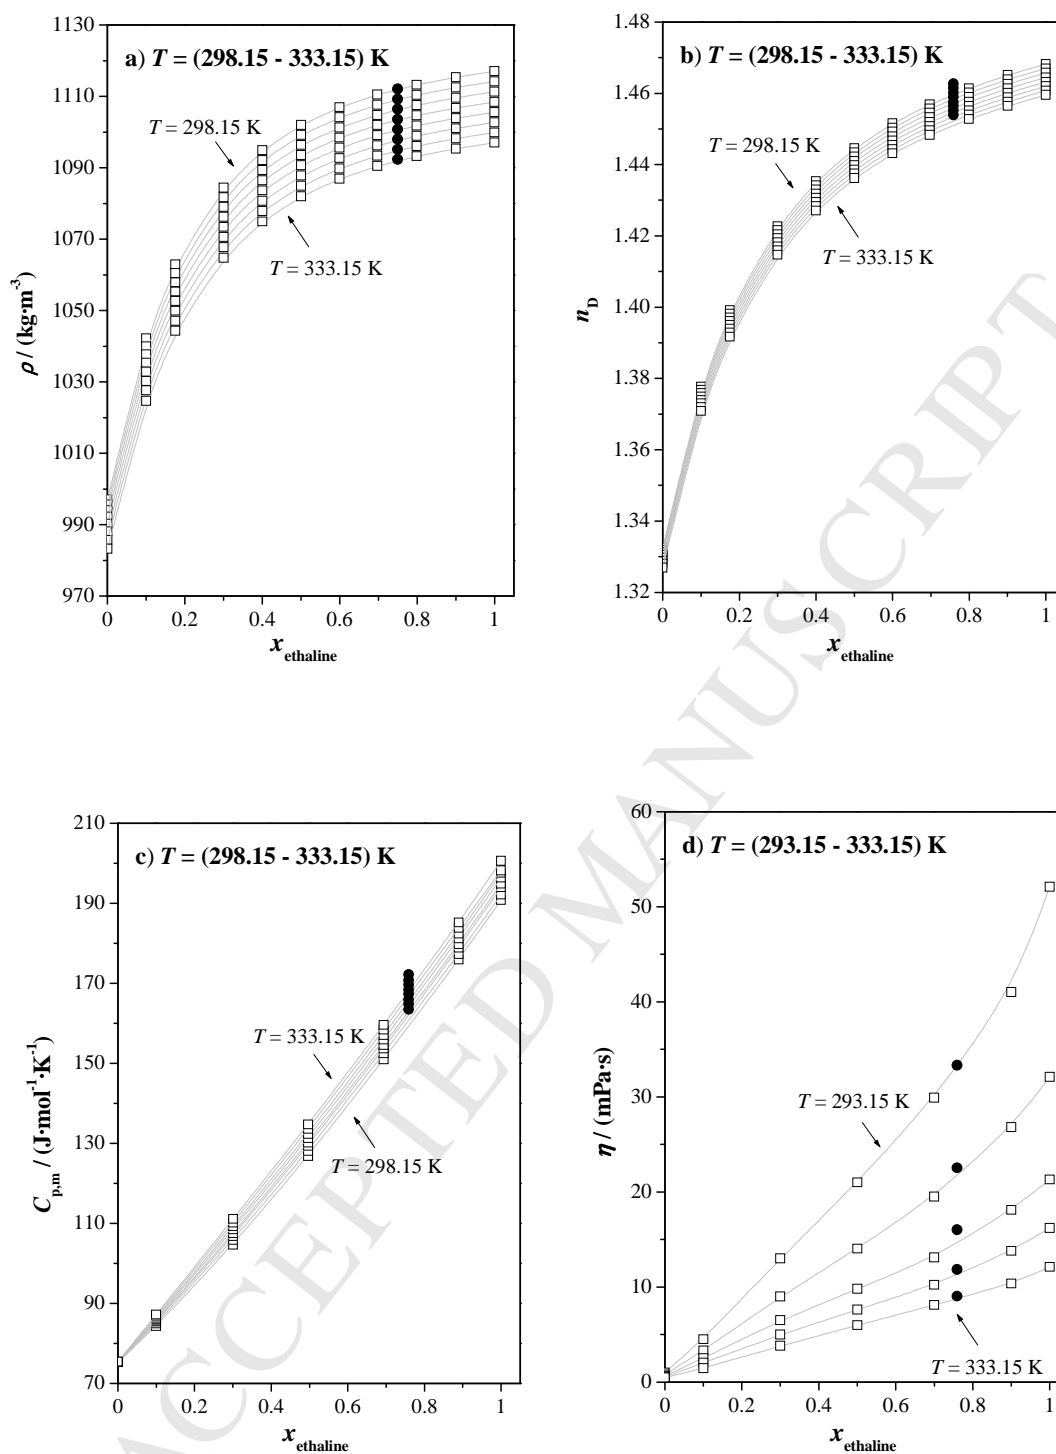 a) T = (298.15 - 333.15) K
1130
1110
1090
1070
1050
1030
1010
990
970
ρ / (kg·m⁻³)
T = 298.15 K
T = 333.15 K
0 0.2 0.4 0.6 0.8 1
x ethaline
b) T = (298.15 - 333.15) K
1.48
1.46
1.44
1.42
1.40
1.38
1.36
1.34
1.32
n D
T = 298.15 K
T = 333.15 K
0 0.2 0.4 0.6 0.8 1
x ethaline
c) T = (298.15 - 333.15) K
210
190
170
150
130
110
90
70
C p,m / (J·mol⁻¹·K⁻¹)
T = 333.15 K
T = 298.15 K
0 0.2 0.4 0.6 0.8 1
x ethaline
d) T = (293.15 - 333.15) K
60
50
40
30
20
10
0
η / (mPa·s)
T = 293.15 K
T = 333.15 K
0 0.2 0.4 0.6 0.8 1
x ethaline
ACCEPTED MANUSCRIPT